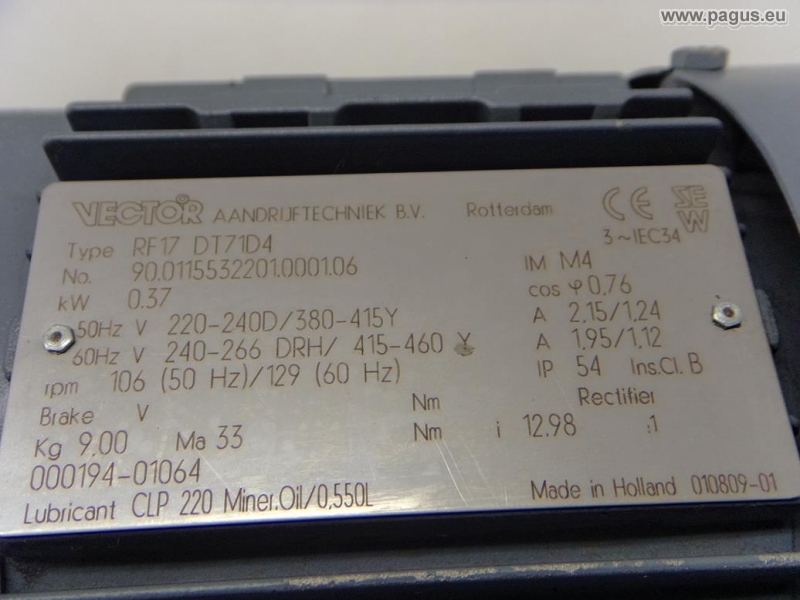 www.pagus.eu
VECTOR® AANDRIJFTECHNIEK B.V. Rotterdam CE SEW
3~IEC34
Type RF17 DT71D4 IM M4
No. 90.0115532201.0001.06 cos φ 0,76
kW 0.37 A 2,15/1,24
50Hz V 220-240D/380-415Y A 1,95/1,12
60Hz V 240-266 DRH/ 415-460 Y IP 54 Ins.Cl. B
rpm 106 (50 Hz)/129 (60 Hz) Rectifier
Brake V Nm
Kg 9,00 Ma 33 Nm i 12,98 :1
000194-01064
Lubricant CLP 220 Miner.Oil/0,550L Made in Holland 010809-01